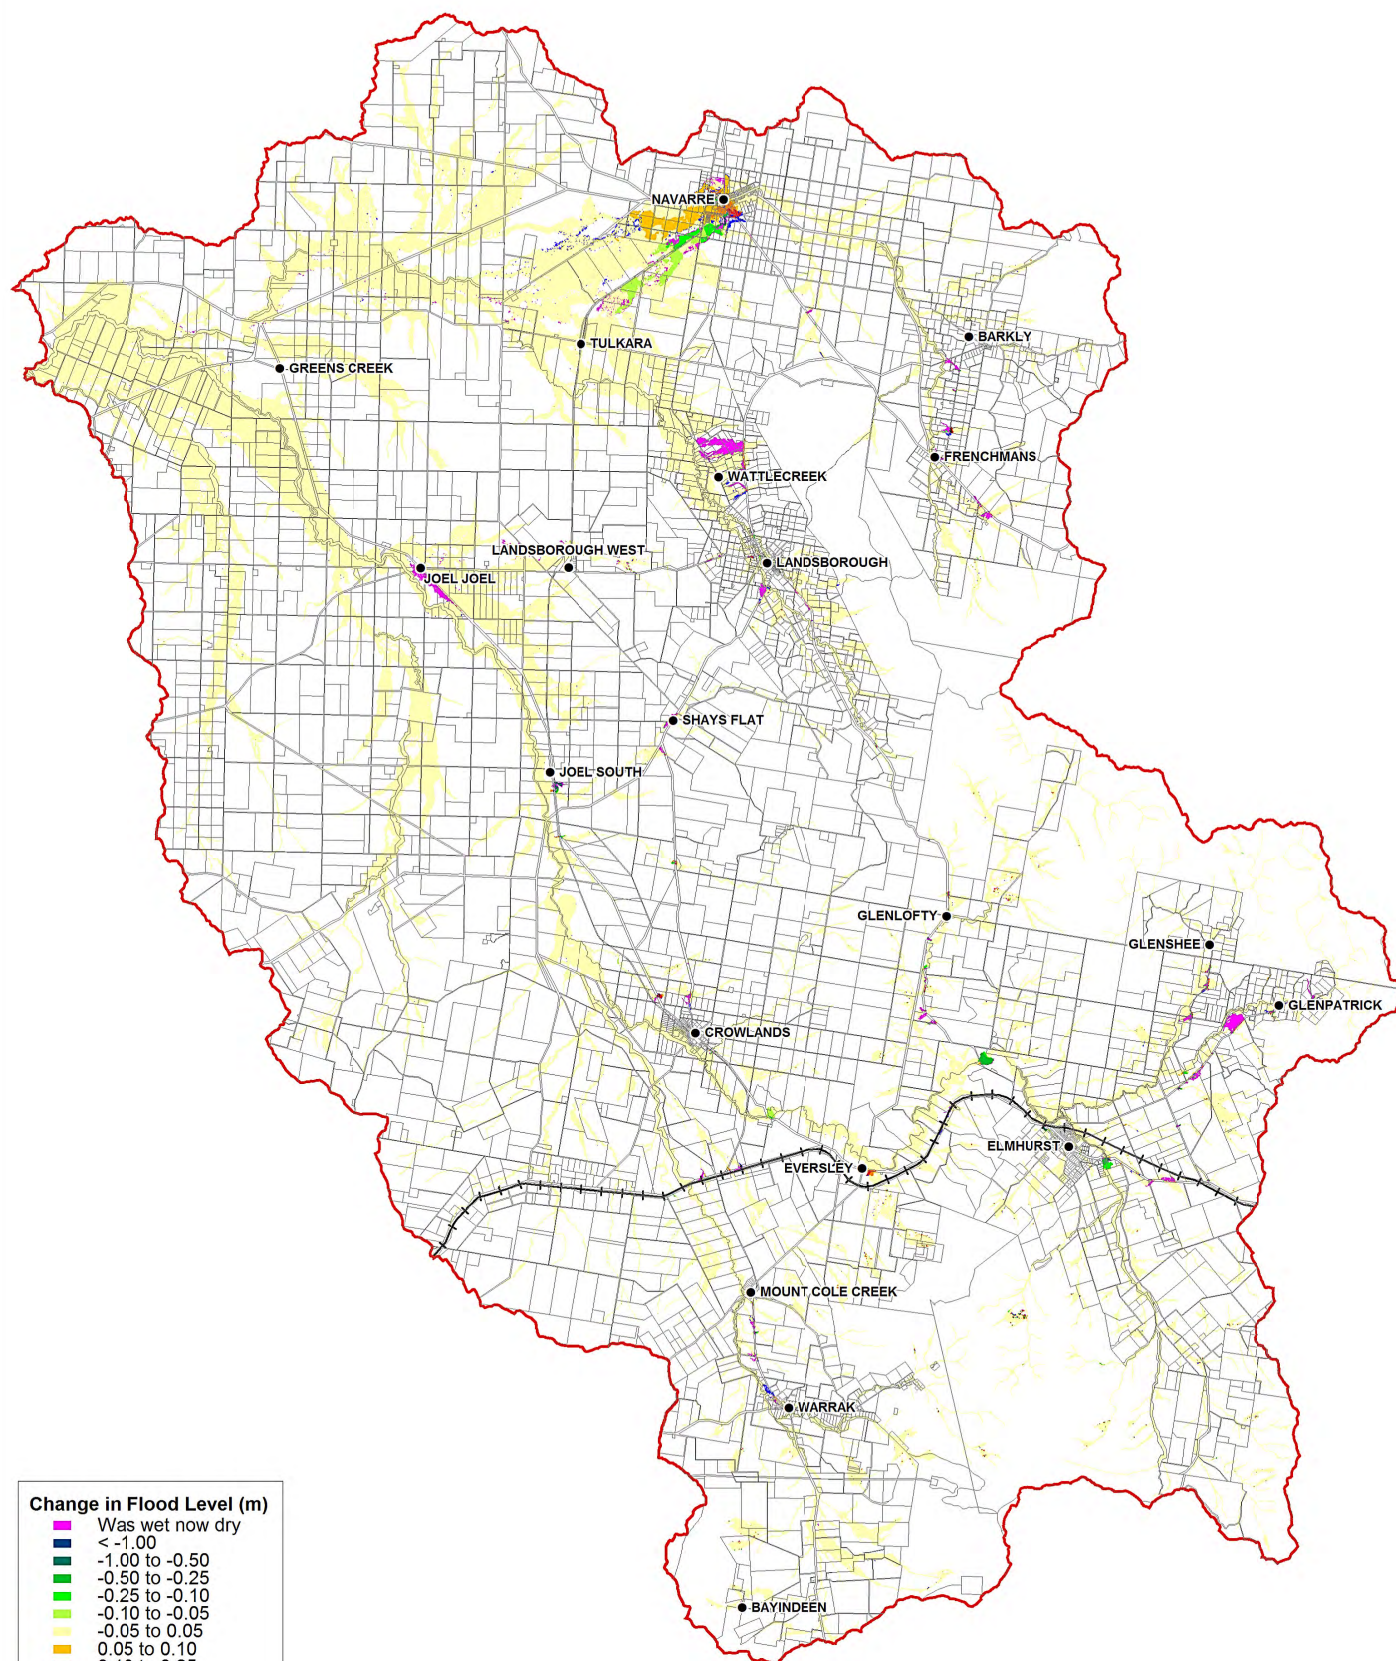 NAVARRE
BARKLY
TULKARA
GREENS CREEK
FRENCHMANS
WATTLECREEK
LANDSBOROUGH WEST
LANDSBOROUGH
JOEL JOEL
SHAYS FLAT
JOEL SOUTH
GLENLOFTY
GLENSHEE
GLENPATRICK
CROWLANDS
ELMHURST
EVERSLEY
MOUNT COLE CREEK
WARRAK
BAYINDEEN
Change in Flood Level (m)
Was wet now dry
< -1.00
-1.00 to -0.50
-0.50 to -0.25
-0.25 to -0.10
-0.10 to -0.05
-0.05 to 0.05
0.05 to 0.10